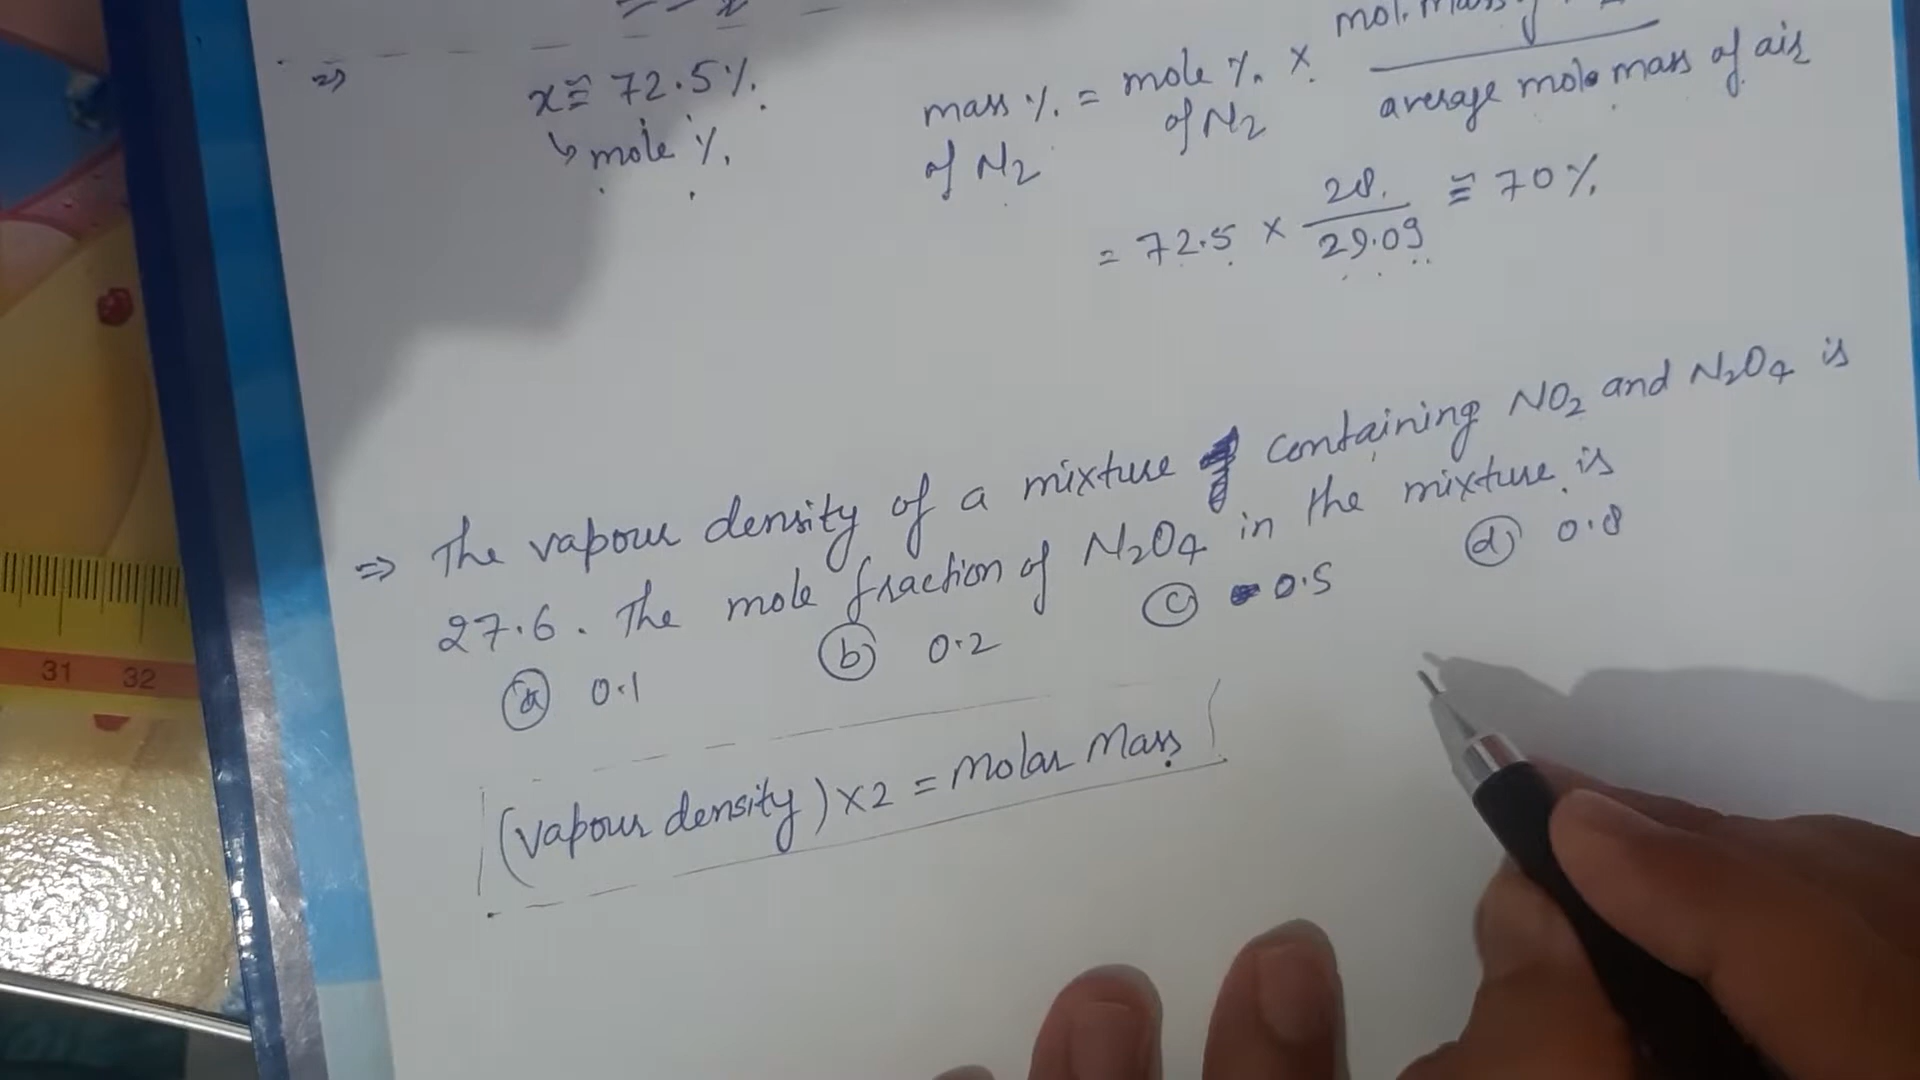 ⇒ x ≅ 72.5 %.
↳ mole %.
mass % of N2 = mole % of N2 × mol. mass / average mole mass of air
= 72.5 × 28 / 29.09 ≅ 70 %
⇒ The vapour density of a mixture containing NO2 and N2O4 is
27.6. The mole fraction of N2O4 in the mixture is
ⓐ 0.1 ⓑ 0.2 ⓒ 0.5 ⓓ 0.8
(vapour density) × 2 = Molar Mass
31 32